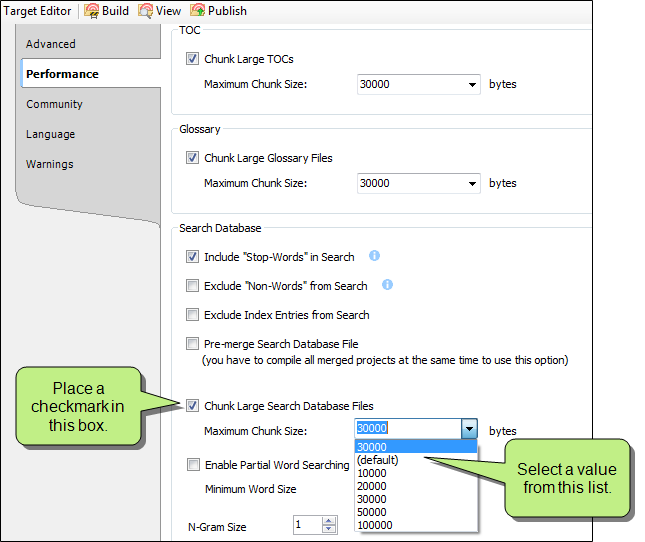 Target Editor Build View Publish
Advanced
Performance
Community
Language
Warnings
TOC
Chunk Large TOCs
Maximum Chunk Size: 30000 bytes
Glossary
Chunk Large Glossary Files
Maximum Chunk Size: 30000 bytes
Search Database
Include "Stop-Words" in Search
Exclude "Non-Words" from Search
Exclude Index Entries from Search
Pre-merge Search Database File
(you have to compile all merged projects at the same time to use this option)
Place a
checkmark in
this box.
Chunk Large Search Database Files
Maximum Chunk Size: 30000 bytes
30000
(default)
10000
20000
30000
50000
100000
Select a value
from this list.
Enable Partial Word Searching
Minimum Word Size
N-Gram Size 1